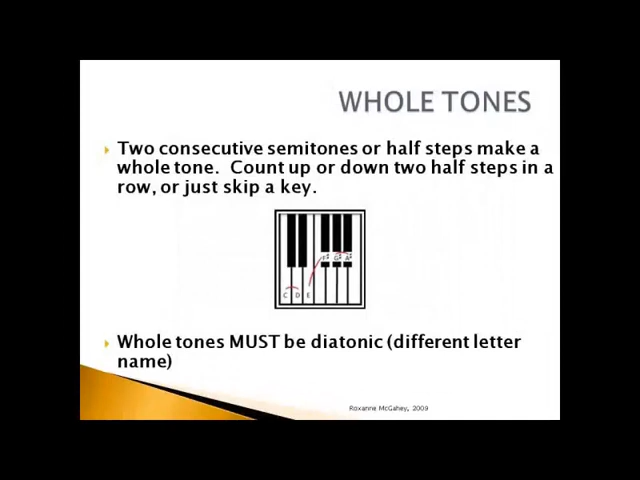 WHOLE TONES
Two consecutive semitones or half steps make a
whole tone. Count up or down two half steps in a
row, or just skip a key.
F# G# A#
C D E
Whole tones MUST be diatonic (different letter
name)
Roxanne McGahey, 2009